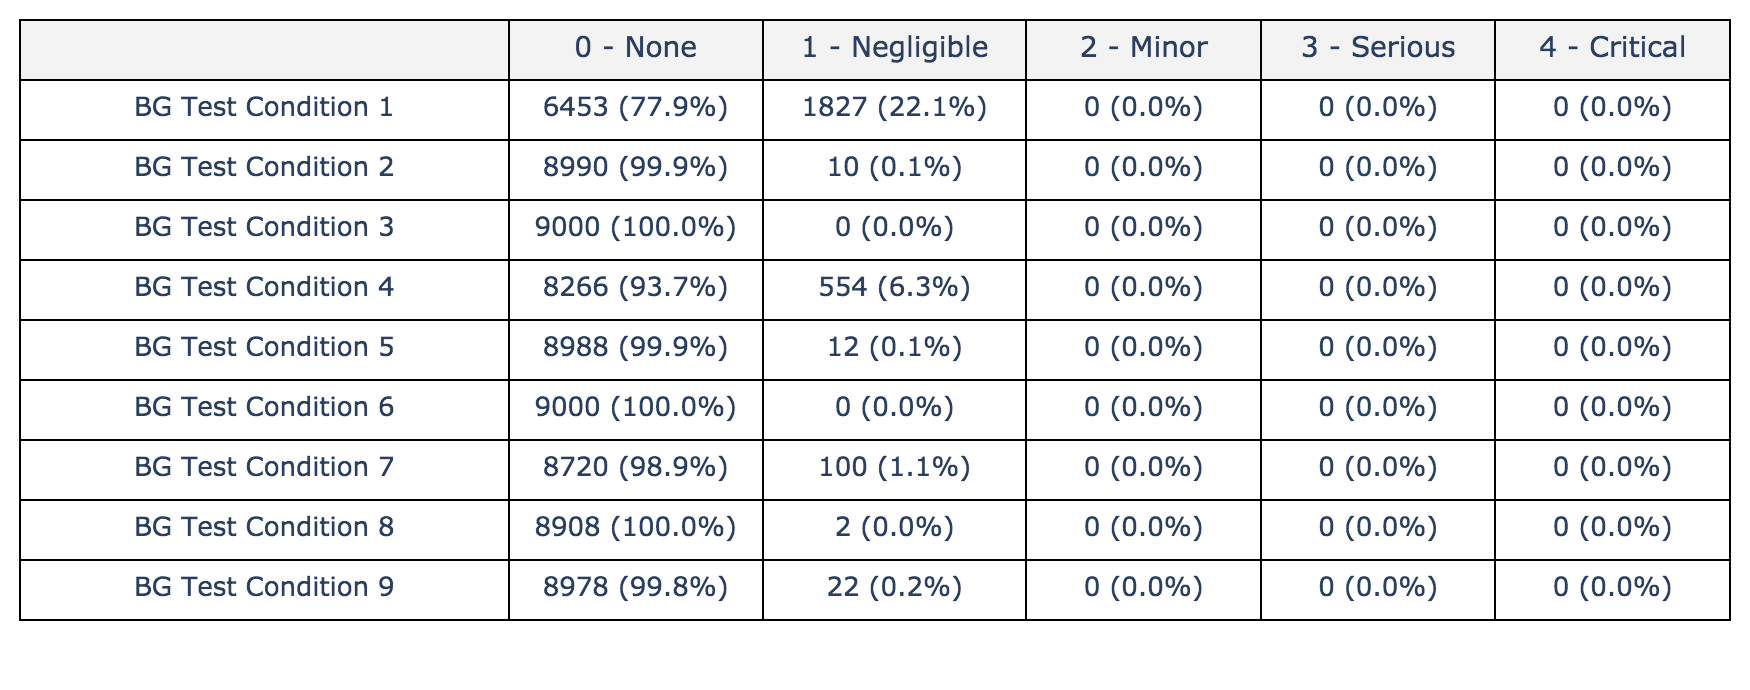 0 - None 1 - Negligible 2 - Minor 3 - Serious 4 - Critical
BG Test Condition 1 6453 (77.9%) 1827 (22.1%) 0 (0.0%) 0 (0.0%) 0 (0.0%)
BG Test Condition 2 8990 (99.9%) 10 (0.1%) 0 (0.0%) 0 (0.0%) 0 (0.0%)
BG Test Condition 3 9000 (100.0%) 0 (0.0%) 0 (0.0%) 0 (0.0%) 0 (0.0%)
BG Test Condition 4 8266 (93.7%) 554 (6.3%) 0 (0.0%) 0 (0.0%) 0 (0.0%)
BG Test Condition 5 8988 (99.9%) 12 (0.1%) 0 (0.0%) 0 (0.0%) 0 (0.0%)
BG Test Condition 6 9000 (100.0%) 0 (0.0%) 0 (0.0%) 0 (0.0%) 0 (0.0%)
BG Test Condition 7 8720 (98.9%) 100 (1.1%) 0 (0.0%) 0 (0.0%) 0 (0.0%)
BG Test Condition 8 8908 (100.0%) 2 (0.0%) 0 (0.0%) 0 (0.0%) 0 (0.0%)
BG Test Condition 9 8978 (99.8%) 22 (0.2%) 0 (0.0%) 0 (0.0%) 0 (0.0%)